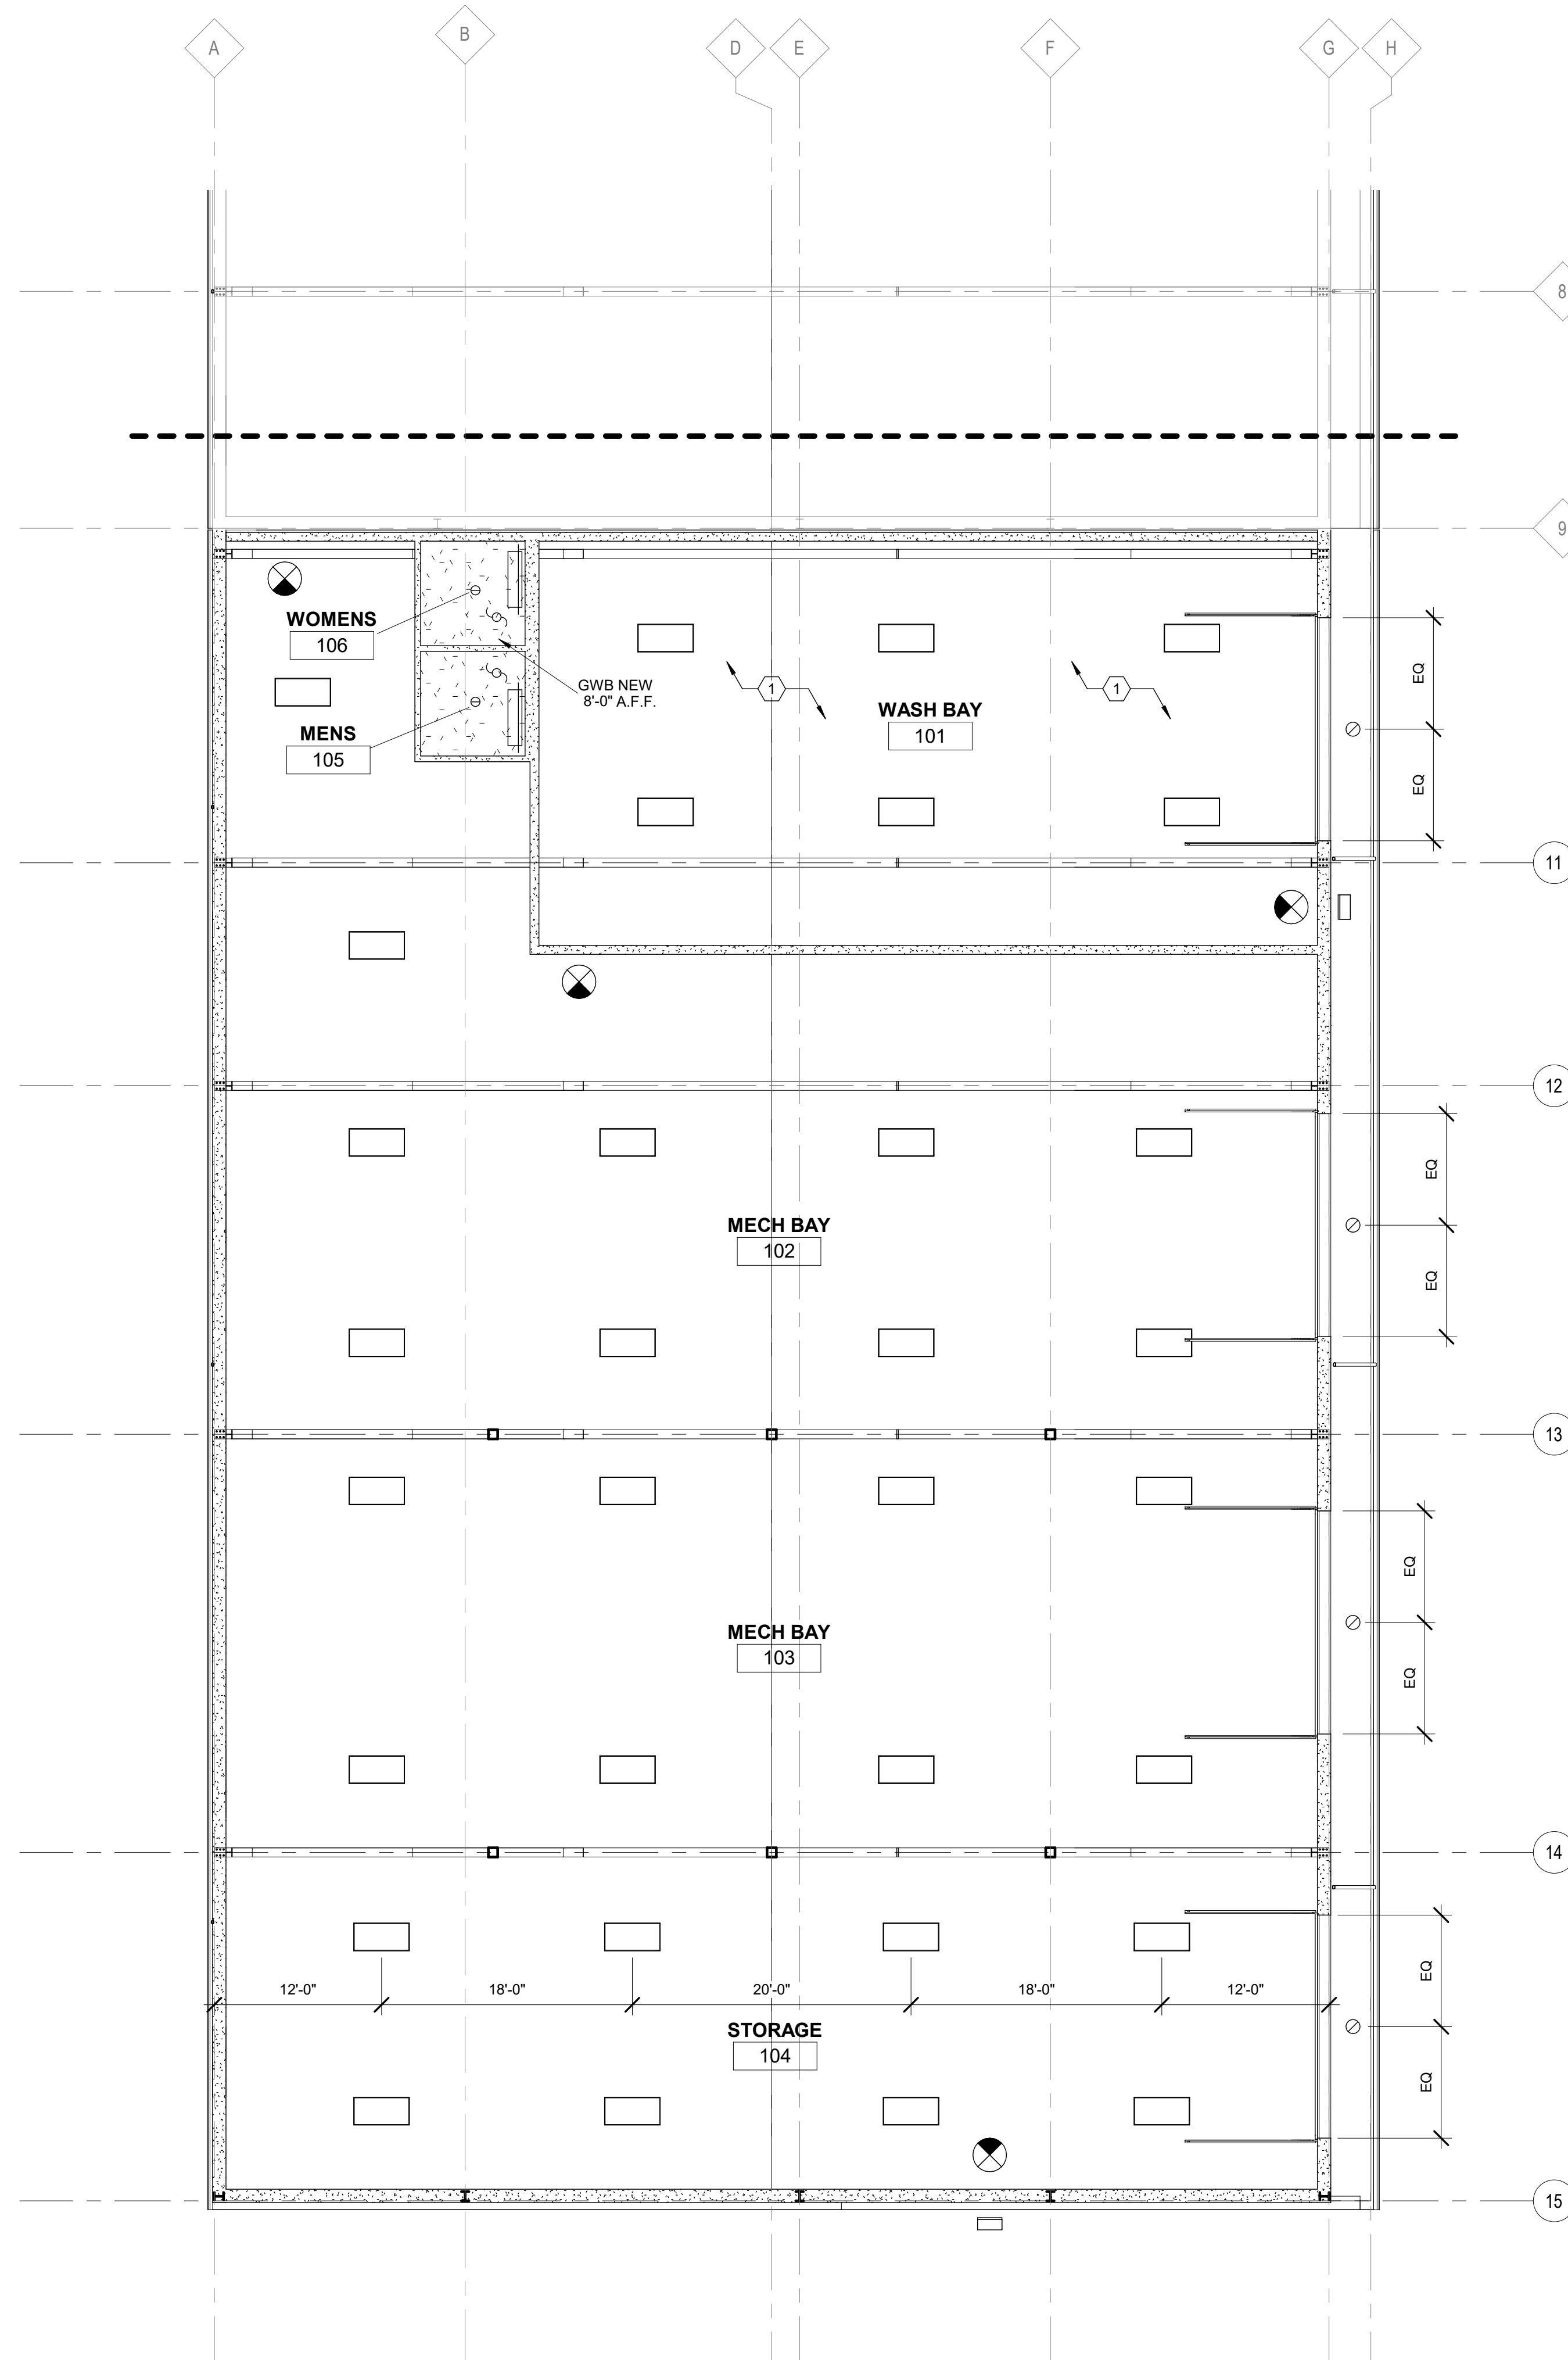 A
B
D
E
F
G
H
8
9
WOMENS
106
GWB NEW
8'-0" A.F.F.
MENS
105
1
1
WASH BAY
101
EQ
EQ
11
12
MECH BAY
102
EQ
EQ
13
MECH BAY
103
EQ
EQ
14
12'-0"
18'-0"
20'-0"
18'-0"
12'-0"
STORAGE
104
EQ
EQ
15